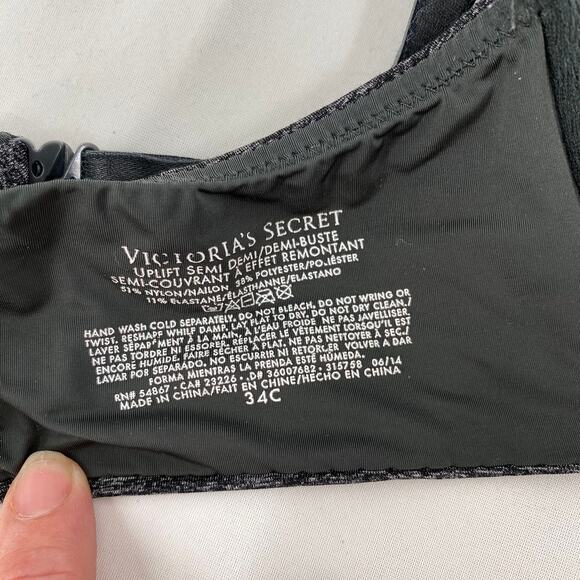 VICTORIA'S SECRET
UPLIFT SEMI DEMI/DEMI-BUSTE
SEMI-COUVRANT À EFFET REMONTANT
51% NYLON/NAILON • 38% POLYESTER/POLIÉSTER
11% ELASTANE/ÉLASTHANNE/ELASTANO
HAND WASH COLD SEPARATELY. DO NOT BLEACH. DO NOT WRING OR
TWIST. RESHAPE WHILE DAMP. LAY FLAT TO DRY. DO NOT DRY CLEAN./
LAVER SÉPARÉMENT À LA MAIN À L'EAU FROIDE. NE PAS JAVELLISER.
NE PAS TORDRE NI ESSORER. REPLACER LE VÊTEMENT LORSQU'IL EST
ENCORE HUMIDE. FAIRE SÉCHER À PLAT. NE PAS NETTOYER À SEC./
LAVAR POR SEPARADO. NO ESCURRIR NI RETORCER. VOLVER A DAR
FORMA MIENTRAS LA PRENDA ESTÉ HÚMEDA.
RN# 54867 • CA# 23226 • D# 36007682, 315758 06/14
MADE IN CHINA/FAIT EN CHINE/HECHO EN CHINA
34C